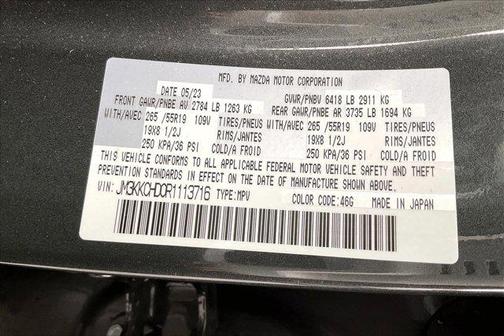 MFD. BY MAZDA MOTOR CORPORATION
DATE 05/23 GVWR/PNBV 6418 LB 2911 KG
FRONT GAWR/PNBE AV 2784 LB 1263 KG REAR GAWR/PNBE AR 3735 LB 1694 KG
WITH/AVEC 265 /55R19 109V TIRES/PNEUS WITH/AVEC 265 /55R19 109V TIRES/PNEUS
19X8 1/2J RIMS/JANTES 19X8 1/2J RIMS/JANTES
250 KPA/36 PSI COLD/A FROID 250 KPA/36 PSI COLD/A FROID
THIS VEHICLE CONFORMS TO ALL APPLICABLE FEDERAL MOTOR VEHICLE SAFETY AND THEFT
PREVENTION STANDARDS IN EFFECT ON THE DATE OF MANUFACTURE SHOWN ABOVE.
VIN: JM3KKCHD0R1113716 TYPE:MPV COLOR CODE:46G MADE IN JAPAN